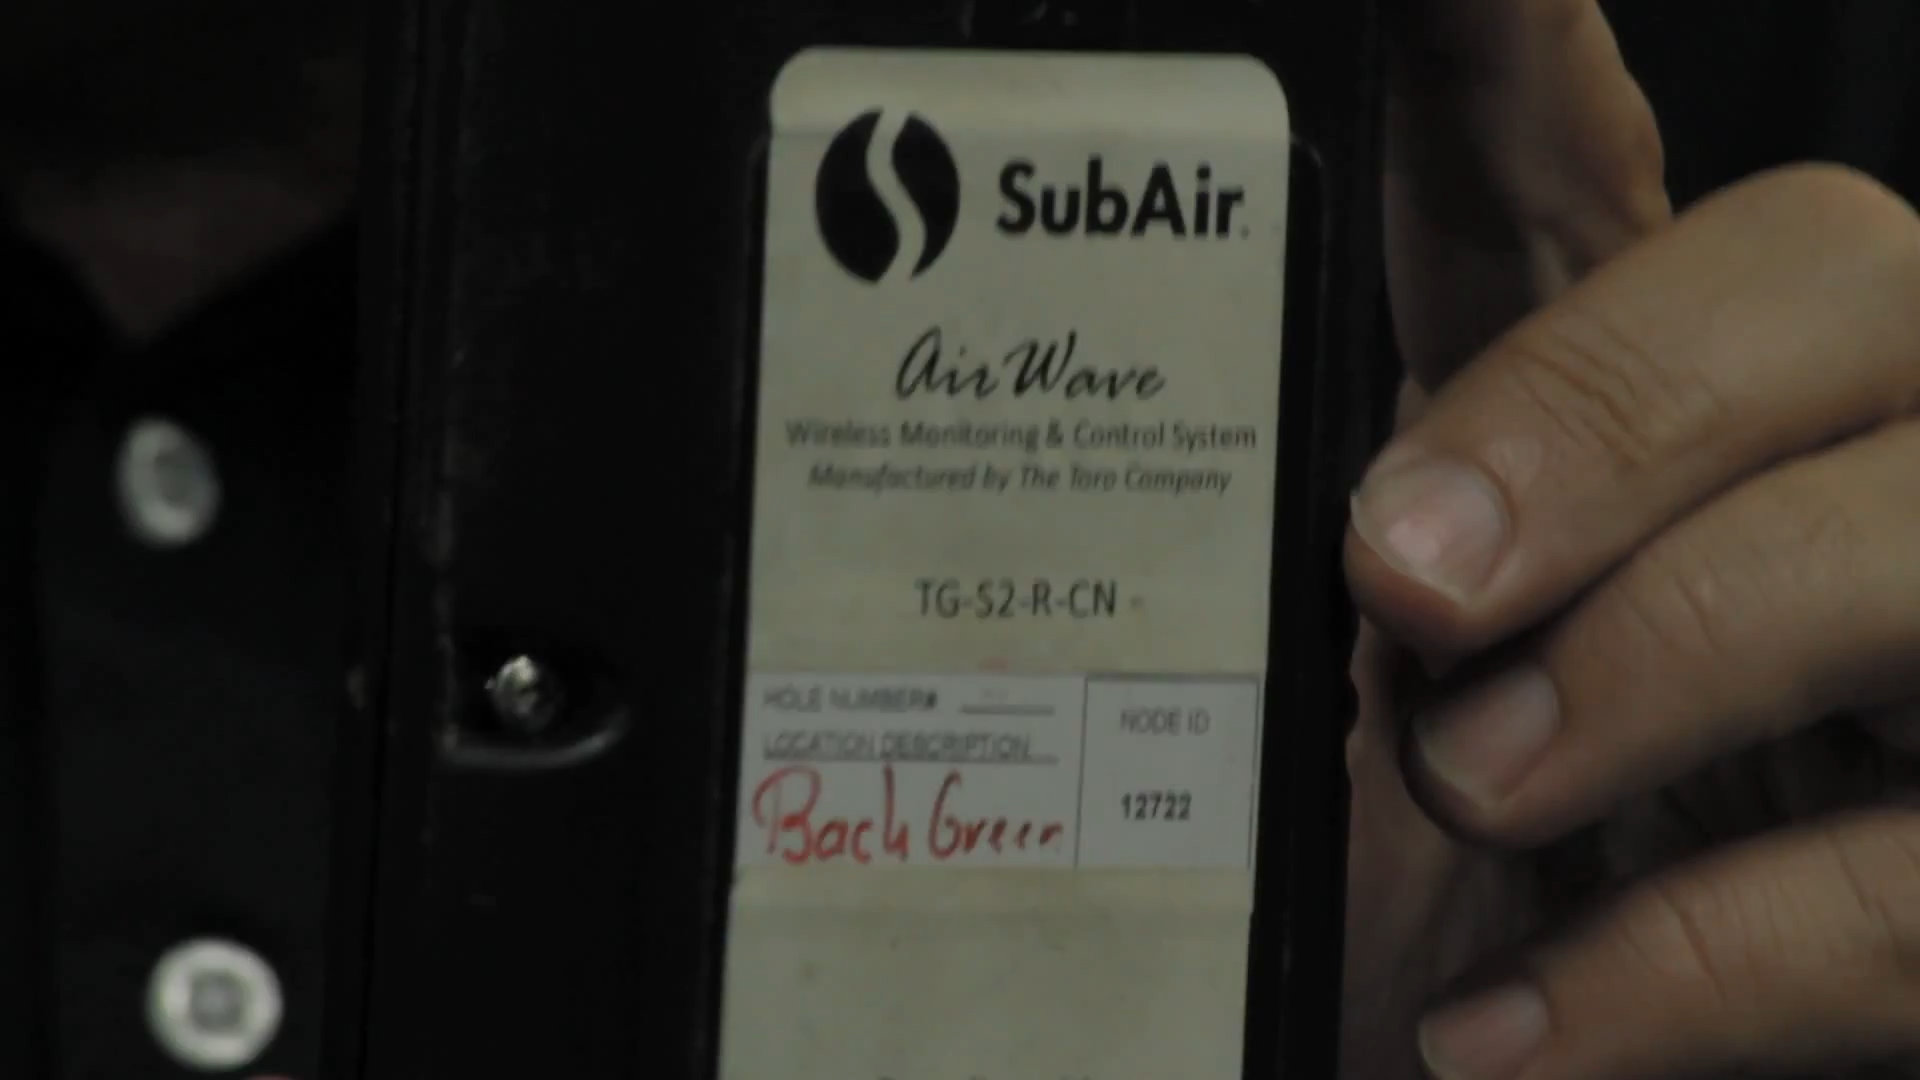 SubAir.
AirWave
Wireless Monitoring & Control System
Manufactured by The Toro Company
TG-S2-R-CN -
HOLE NUMBER# ____
LOCATION DESCRIPTION
Back Green
NODE ID
12722